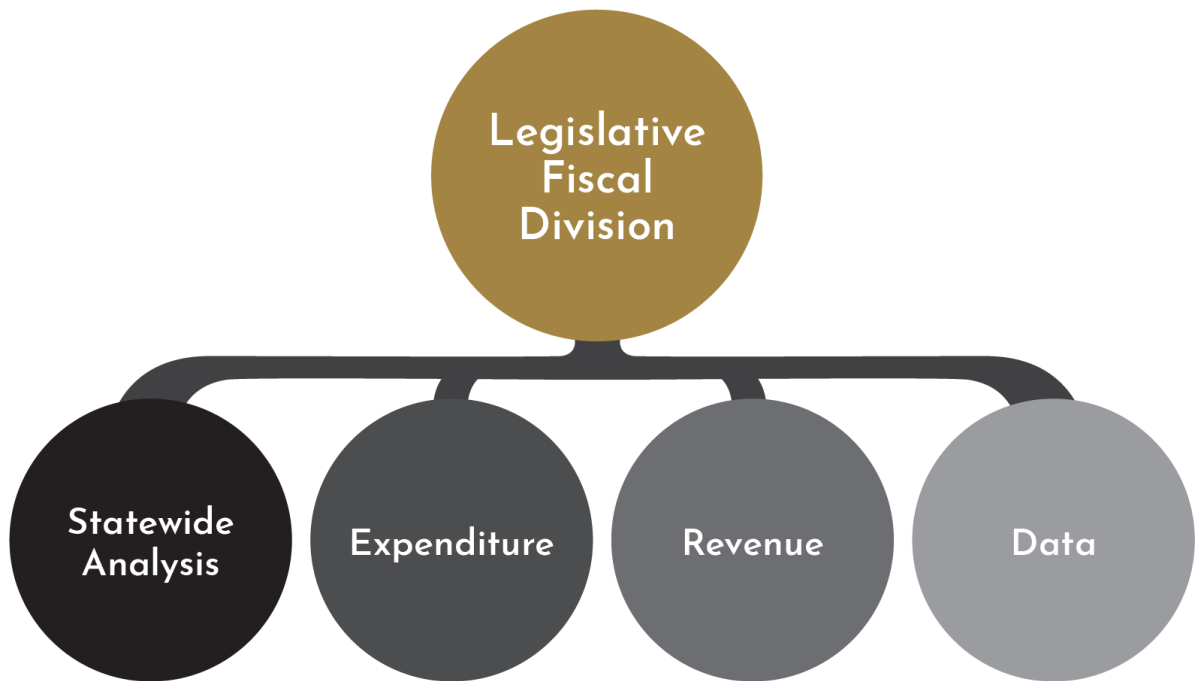 Legislative
Fiscal
Division
Statewide
Analysis
Expenditure
Revenue
Data